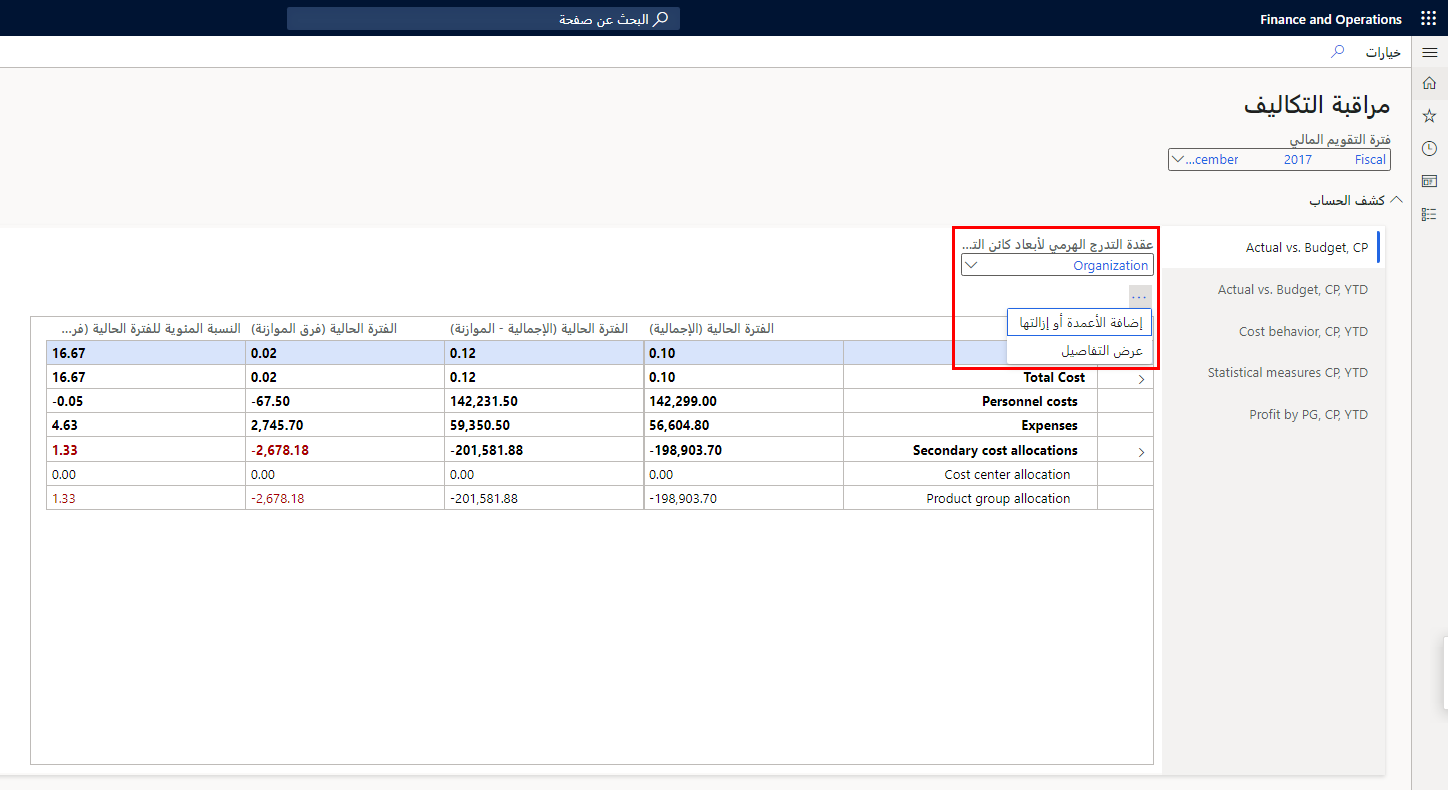 Finance and Operations
البحث عن صفحة
خيارات
مراقبة التكاليف
فترة التقويم المالي
Fiscal 2017 cember...
كشف الحساب
Actual vs. Budget, CP
Actual vs. Budget, CP, YTD
Cost behavior, CP, YTD
Statistical measures CP, YTD
Profit by PG, CP, YTD
عقدة التدرج الهرمي لأبعاد كائن الت...
Organization
...
إضافة الأعمدة أو إزالتها
عرض التفاصيل
الفترة الحالية (الإجمالية) الفترة الحالية (الإجمالية - الموازنة) الفترة الحالية (فرق الموازنة) النسبة المئوية للفترة الحالية (فر...
0.10 0.12 0.02 16.67
Total Cost 0.10 0.12 0.02 16.67
Personnel costs 142,299.00 142,231.50 -67.50 -0.05
Expenses 56,604.80 59,350.50 2,745.70 4.63
Secondary cost allocations -198,903.70 -201,581.88 -2,678.18 1.33
Cost center allocation 0.00 0.00 0.00 0.00
Product group allocation -198,903.70 -201,581.88 -2,678.18 1.33